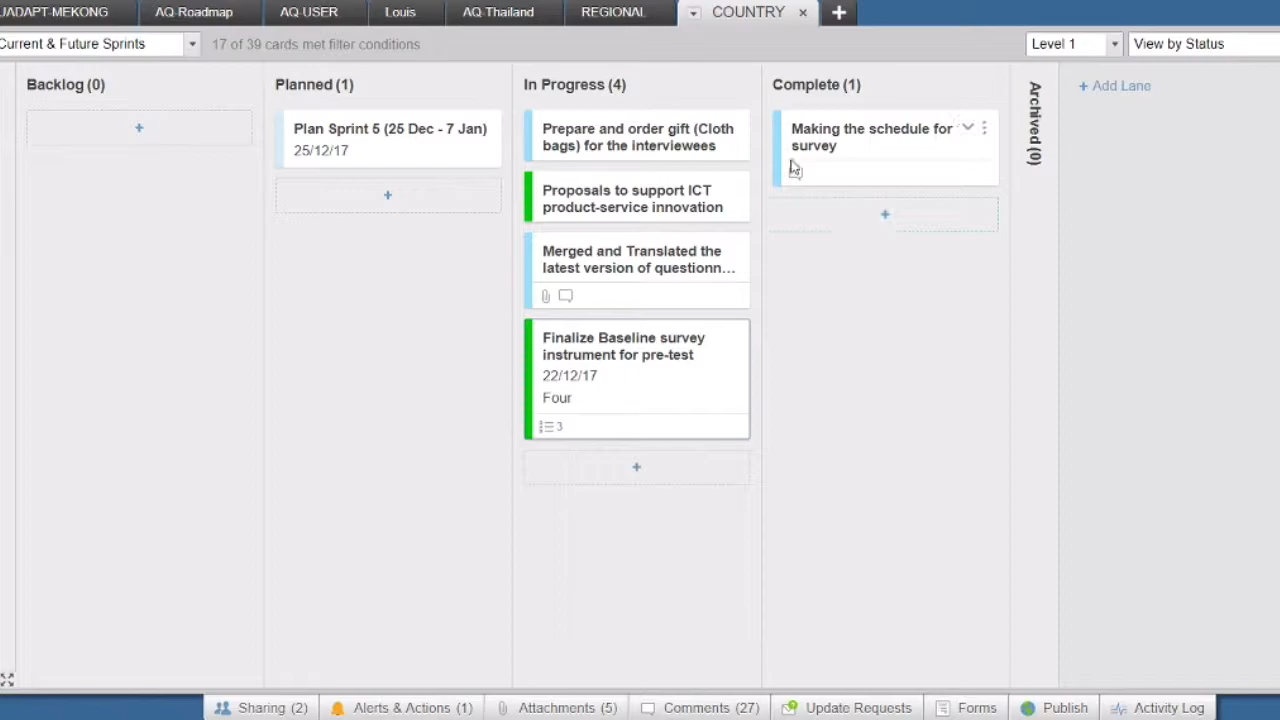 UADAPT-MEKONG
AQ-Roadmap
AQ-USER
Louis
AQ-Thailand
REGIONAL
COUNTRY
Current & Future Sprints
17 of 39 cards met filter conditions
Level 1
View by Status
Backlog (0)
Planned (1)
Plan Sprint 5 (25 Dec - 7 Jan)
25/12/17
In Progress (4)
Prepare and order gift (Cloth
bags) for the interviewees
Proposals to support ICT
product-service innovation
Merged and Translated the
latest version of questionn...
Finalize Baseline survey
instrument for pre-test
22/12/17
Four
3
Complete (1)
Making the schedule for
survey
Archived (0)
+ Add Lane
Sharing (2)
Alerts & Actions (1)
Attachments (5)
Comments (27)
Update Requests
Forms
Publish
Activity Log